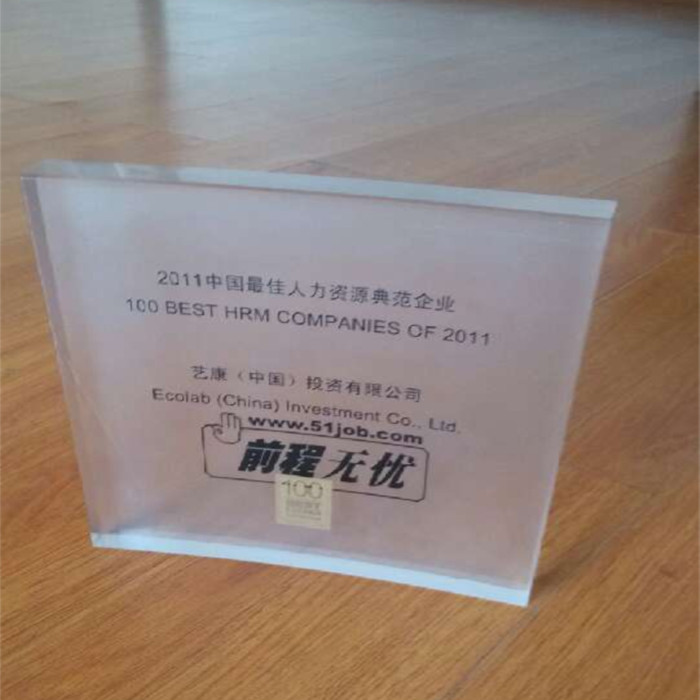 2011中国最佳人力资源典范企业
100 BEST HRM COMPANIES OF 2011
艺康（中国）投资有限公司
Ecolab (China) Investment Co., Ltd.
www.51job.com
前程无忧
100